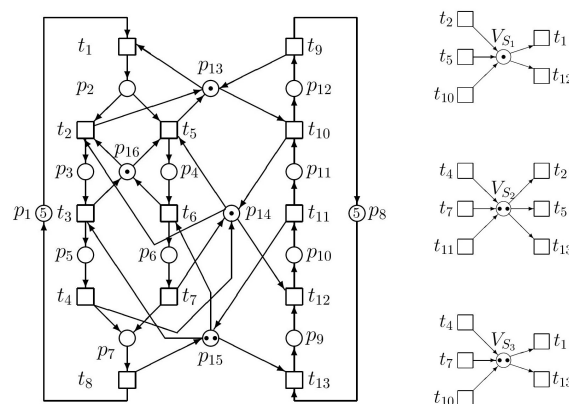 t1 t9
p13
p2 p12
t2 t5 t10
p16
p3 p4 p11
p1 5 t3 t6 p14 t11 5 p8
p5 p6 p10
t4 t7 t12
p7 p15 p9
t8 t13
t2 VS1 t1
t5
t10 t12
t4 VS2 t2
t7 t5
t11 t13
t4 VS3 t1
t7
t10 t13